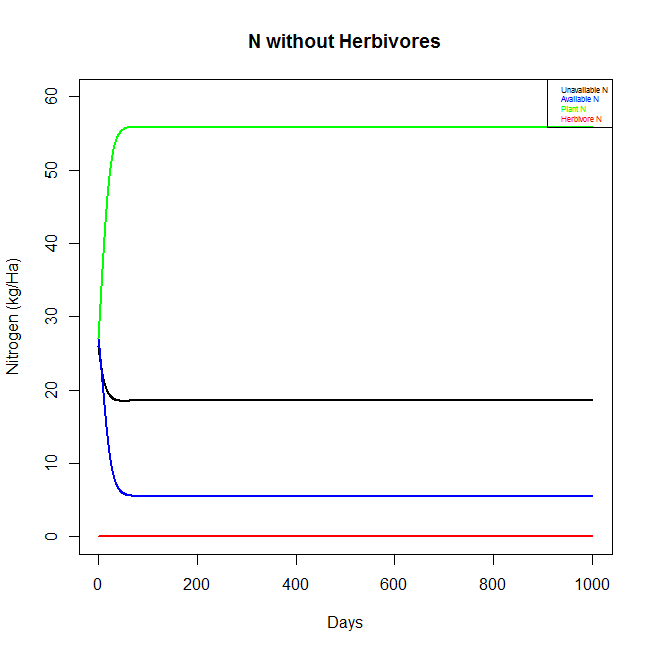 N without Herbivores
Unavailable N
Available N
Plant N
Herbivore N
60
50
40
30
20
10
0
Nitrogen (kg/Ha)
0 200 400 600 800 1000
Days